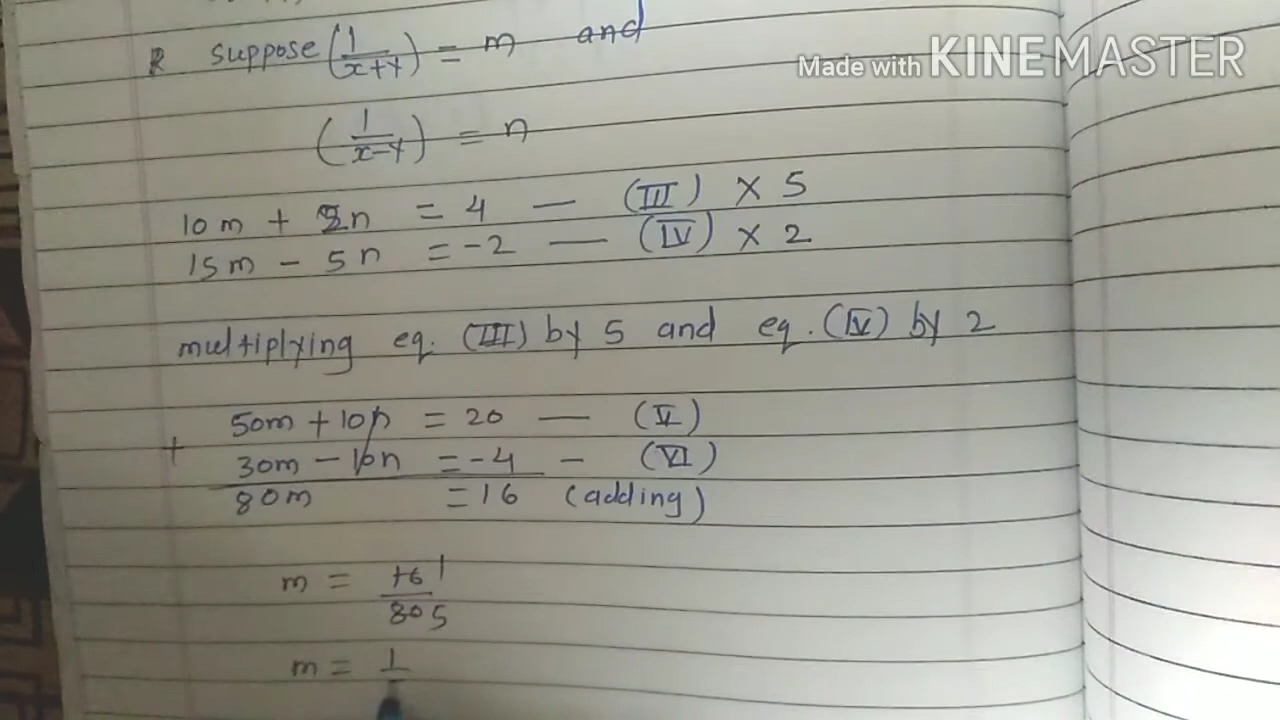 suppose (1/x+y) = m and
Made with KINEMASTER
(1/x-y) = n
10m + 2n = 4 — (III) × 5
15m - 5n = -2 — (IV) × 2
multiplying eq. (III) by 5 and eq. (IV) by 2
50m + 10n = 20 — (V)
+ 30m - 10n = -4 - (VI)
80m = 16 (adding)
m = 16/80 1/5
m = 1